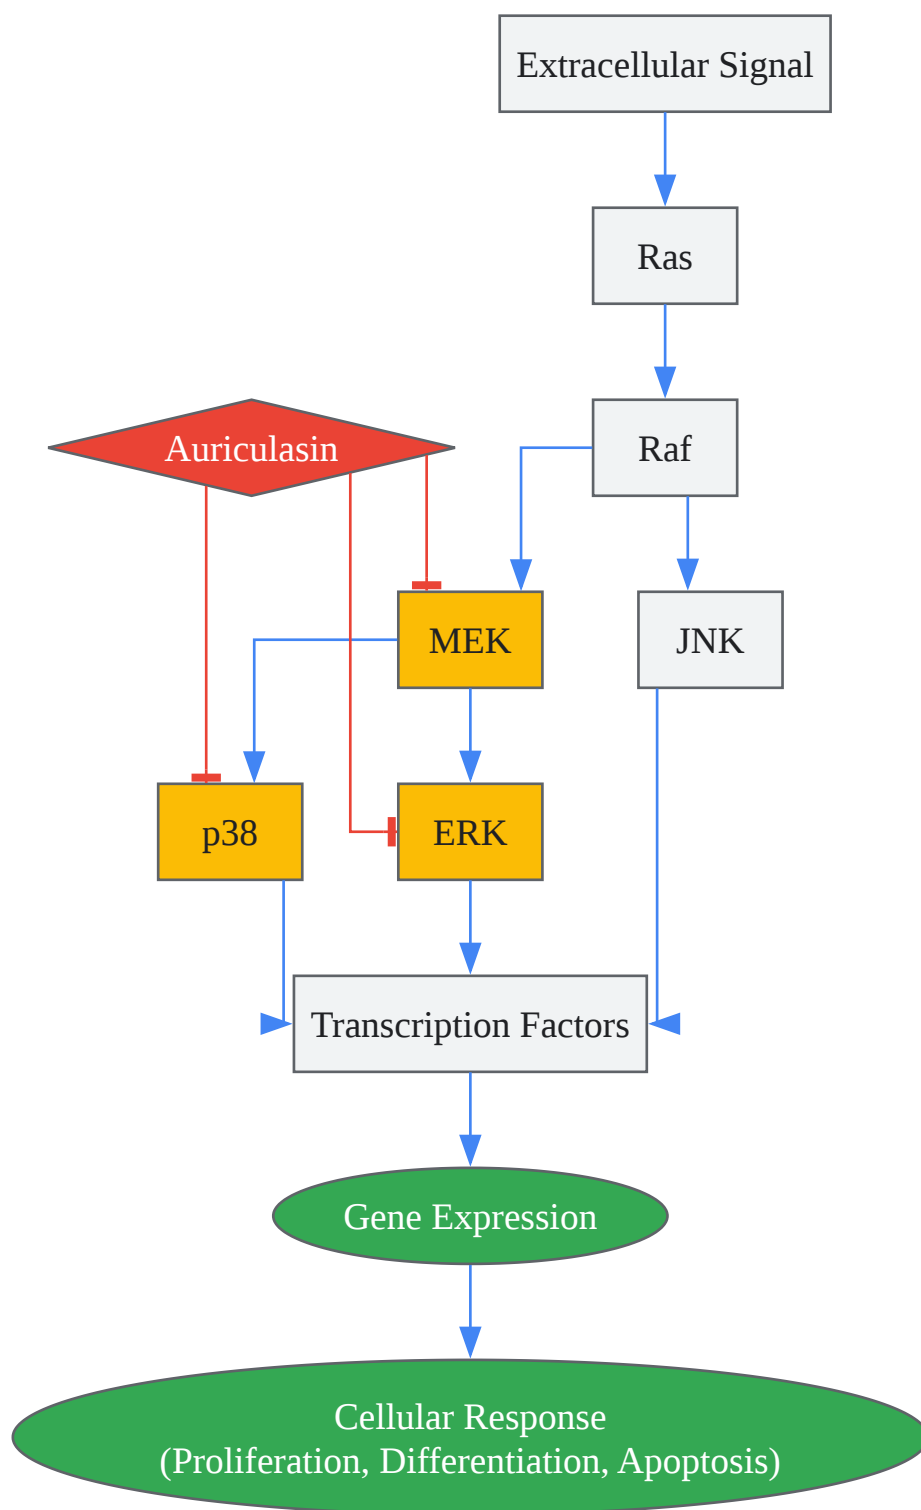 Extracellular Signal
Ras
Auriculasin
Raf
MEK
JNK
p38
ERK
Transcription Factors
Gene Expression
Cellular Response
(Proliferation, Differentiation, Apoptosis)